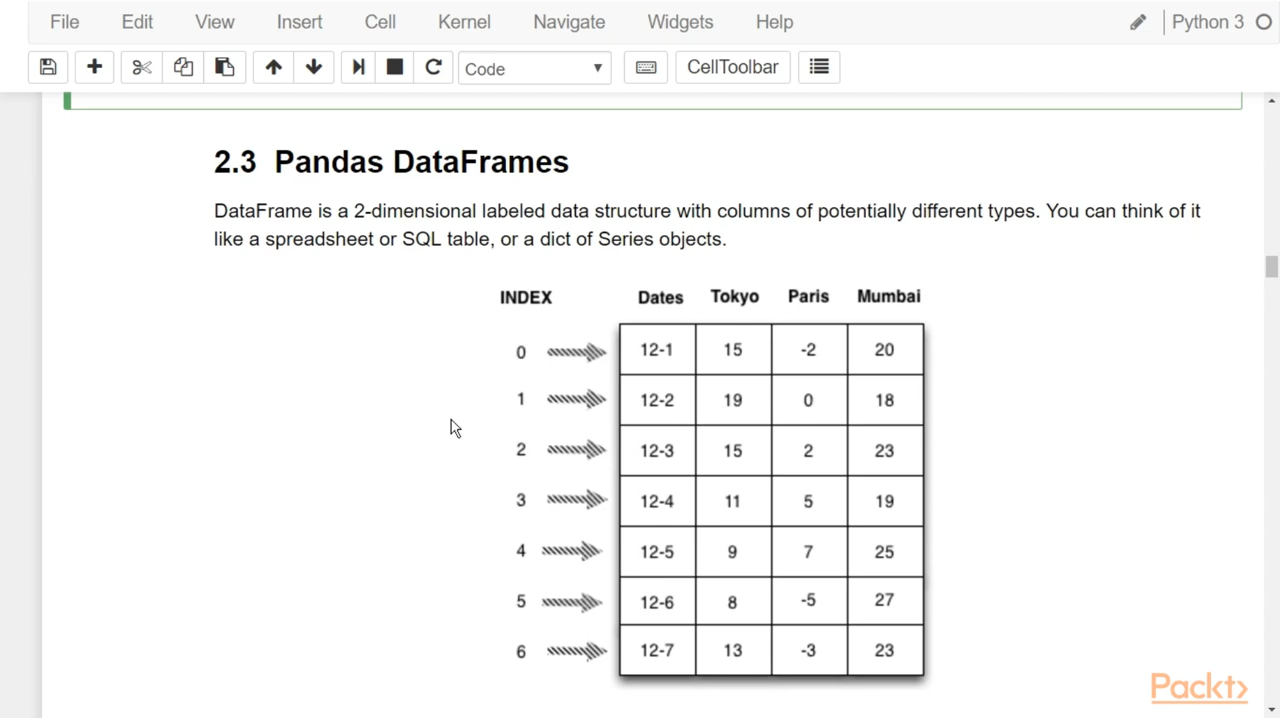 File Edit View Insert Cell Kernel Navigate Widgets Help Python 3
Code CellToolbar
2.3 Pandas DataFrames
DataFrame is a 2-dimensional labeled data structure with columns of potentially different types. You can think of it
like a spreadsheet or SQL table, or a dict of Series objects.
INDEX Dates Tokyo Paris Mumbai
0 12-1 15 -2 20
1 12-2 19 0 18
2 12-3 15 2 23
3 12-4 11 5 19
4 12-5 9 7 25
5 12-6 8 -5 27
6 12-7 13 -3 23
Packt>